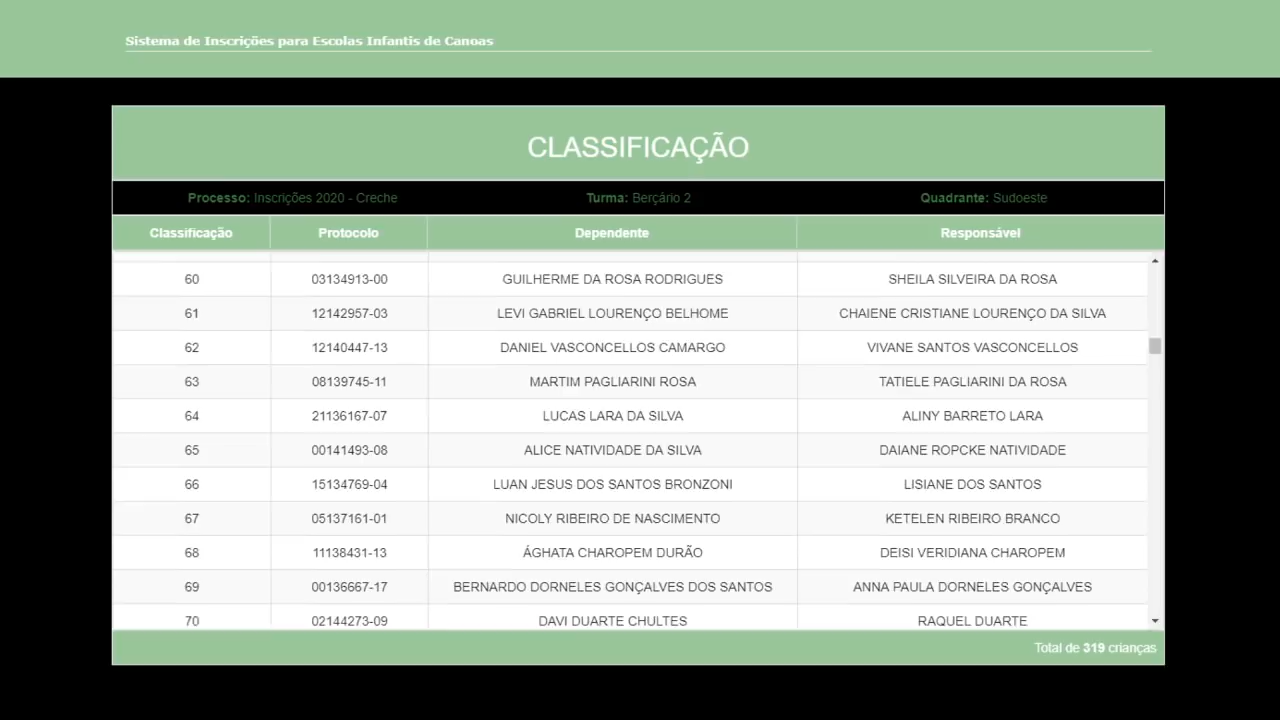 Sistema de Inscrições para Escolas Infantis de Canoas
CLASSIFICAÇÃO
Processo: Inscrições 2020 - Creche Turma: Berçário 2 Quadrante: Sudoeste
Classificação Protocolo Dependente Responsável
60 03134913-00 GUILHERME DA ROSA RODRIGUES SHEILA SILVEIRA DA ROSA
61 12142957-03 LEVI GABRIEL LOURENÇO BELHOME CHAIENE CRISTIANE LOURENÇO DA SILVA
62 12140447-13 DANIEL VASCONCELLOS CAMARGO VIVANE SANTOS VASCONCELLOS
63 08139745-11 MARTIM PAGLIARINI ROSA TATIELE PAGLIARINI DA ROSA
64 21136167-07 LUCAS LARA DA SILVA ALINY BARRETO LARA
65 00141493-08 ALICE NATIVIDADE DA SILVA DAIANE ROPCKE NATIVIDADE
66 15134769-04 LUAN JESUS DOS SANTOS BRONZONI LISIANE DOS SANTOS
67 05137161-01 NICOLY RIBEIRO DE NASCIMENTO KETELEN RIBEIRO BRANCO
68 11138431-13 ÁGHATA CHAROPEM DURÃO DEISI VERIDIANA CHAROPEM
69 00136667-17 BERNARDO DORNELES GONÇALVES DOS SANTOS ANNA PAULA DORNELES GONÇALVES
70 02144273-09 DAVI DUARTE CHULTES RAQUEL DUARTE
Total de 319 crianças